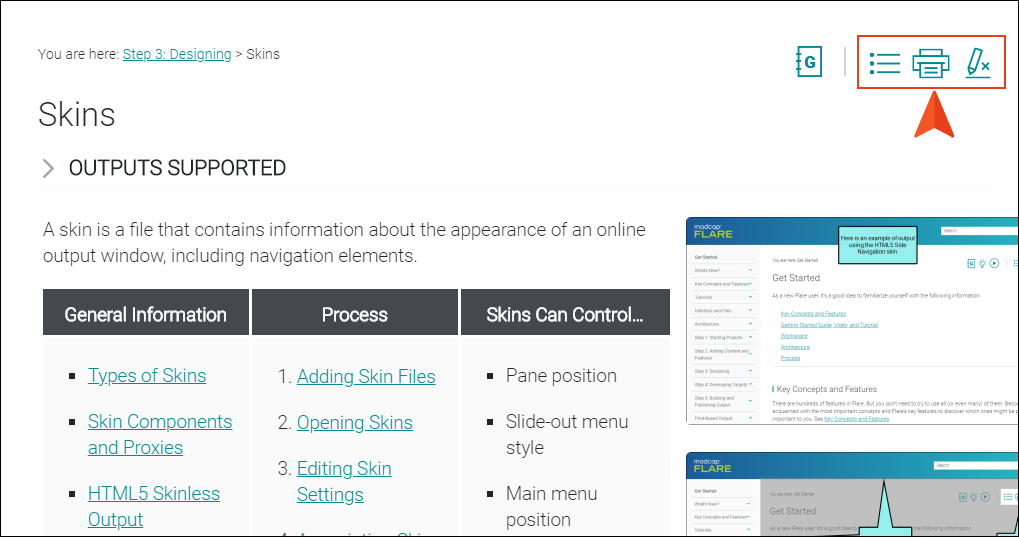 You are here: Step 3: Designing > Skins
G
Skins
OUTPUTS SUPPORTED
A skin is a file that contains information about the appearance of an online
output window, including navigation elements.
General Information
Process
Skins Can Control...
Types of Skins
Skin Components
and Proxies
HTML5 Skinless
Output
1. Adding Skin Files
2. Opening Skins
3. Editing Skin
Settings
Pane position
Slide-out menu
style
Main menu
position
madcap
FLARE
Here is an example of output
using the HTML5 Side
Navigation skin.
Search
Get Started
What's New?
Key Concepts and Features
Tutorials
Interface and Files
Architecture
Step 1: Starting Projects
Step 2: Adding Content and
Features
Step 3: Designing
Step 4: Developing Targets
Step 5: Building and
Publishing Output
Print-Based Output
You are here: Get Started
G
Get Started
As a new Flare user, it's a good idea to familiarize yourself with the following information.
Key Concepts and Features
Getting Started Guide, Video, and Tutorial
Workspace
Architecture
Process
Key Concepts and Features
There are hundreds of features in Flare. But you don't need to try to use all (or even many) of them. Becom
acquainted with the most important concepts and Flare's key features to discover which ones might be p
important to you. See Key Concepts and Features.
madcap
FLARE
Search
Get Started
What's New?
Key Concepts and Features
Tutorials
You are here: Get Started
G
Get Started
As a new Flare user, it's a good idea to
the following information.